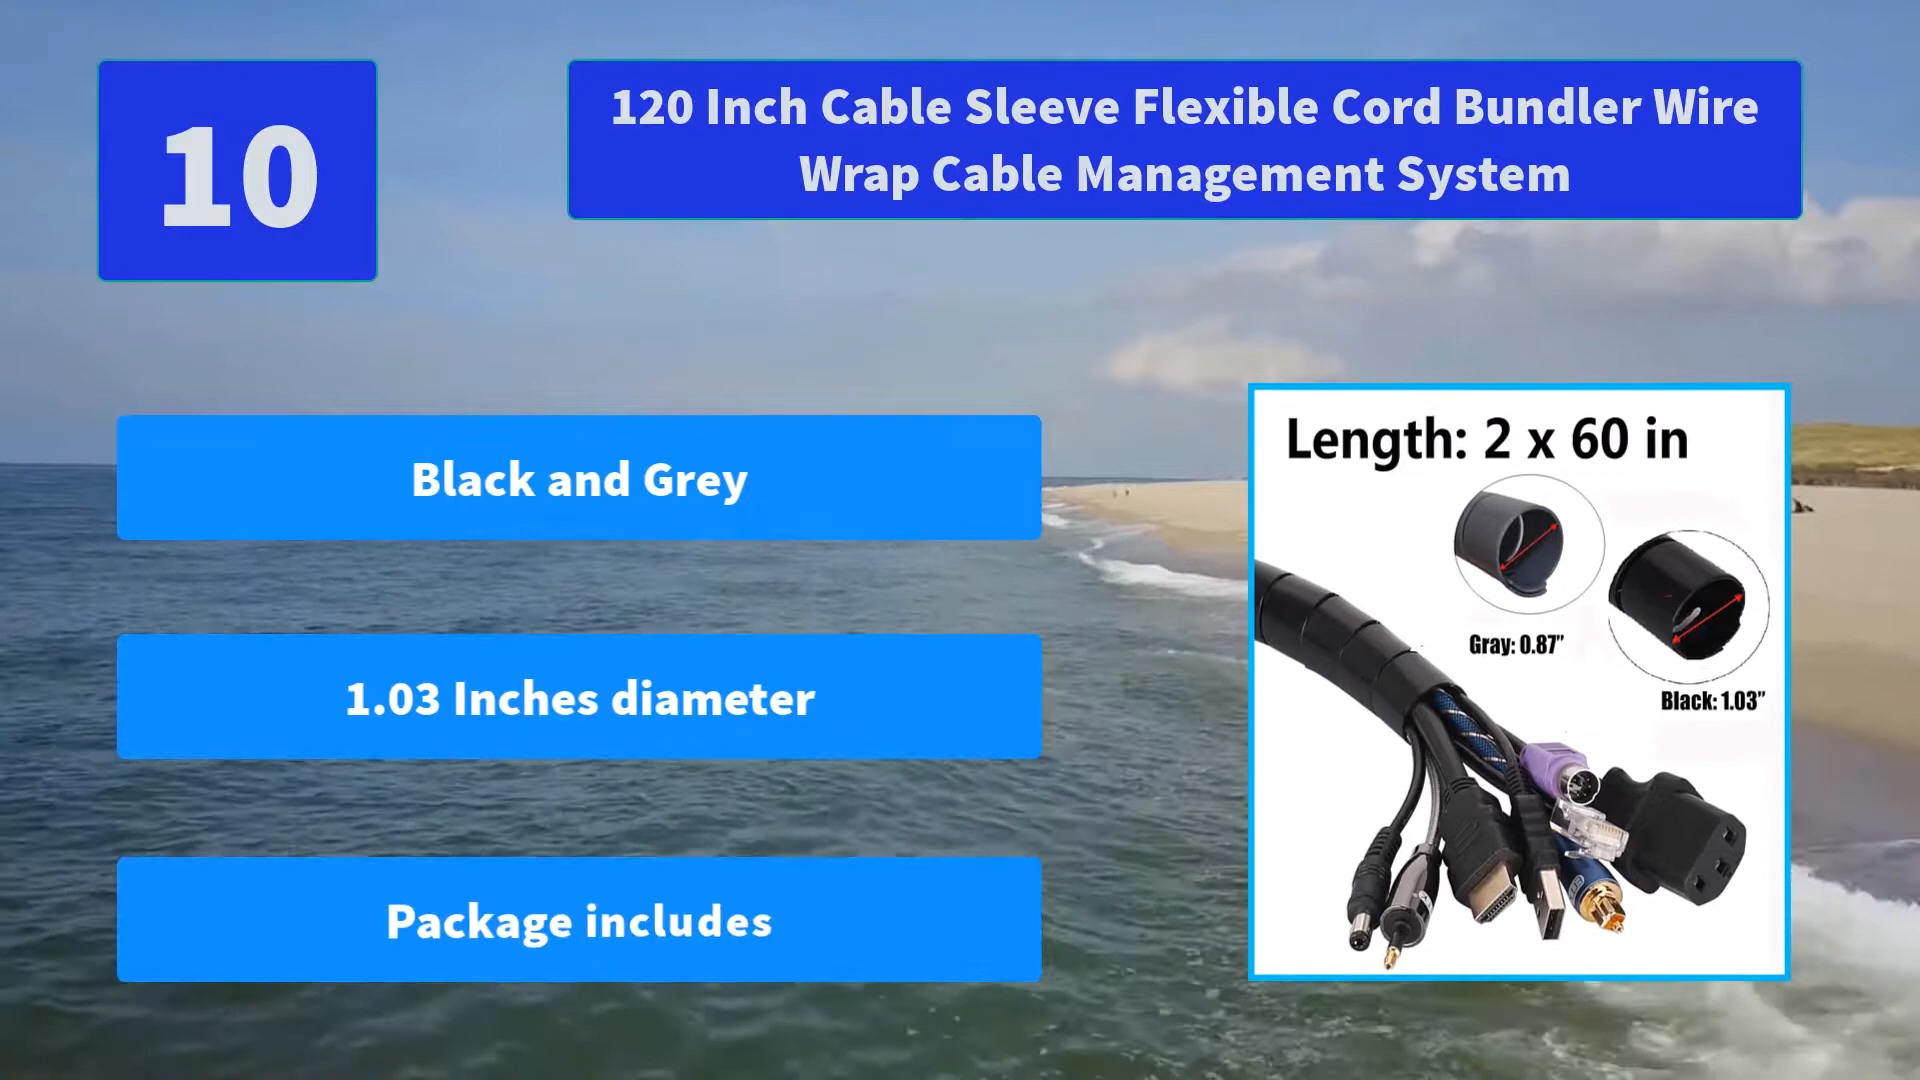 10
120 Inch Cable Sleeve Flexible Cord Bundler Wire
Wrap Cable Management System
Black and Grey
1.03 Inches diameter
Package includes
Length: 2 x 60 in
Gray: 0.87”
Black: 1.03”